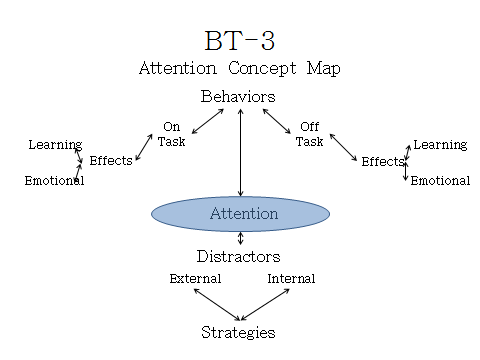 BT-3
Attention Concept Map
Behaviors
On
Task
Off
Task
Learning
Effects
Emotional
Learning
Effects
Emotional
Attention
Distractors
External
Internal
Strategies